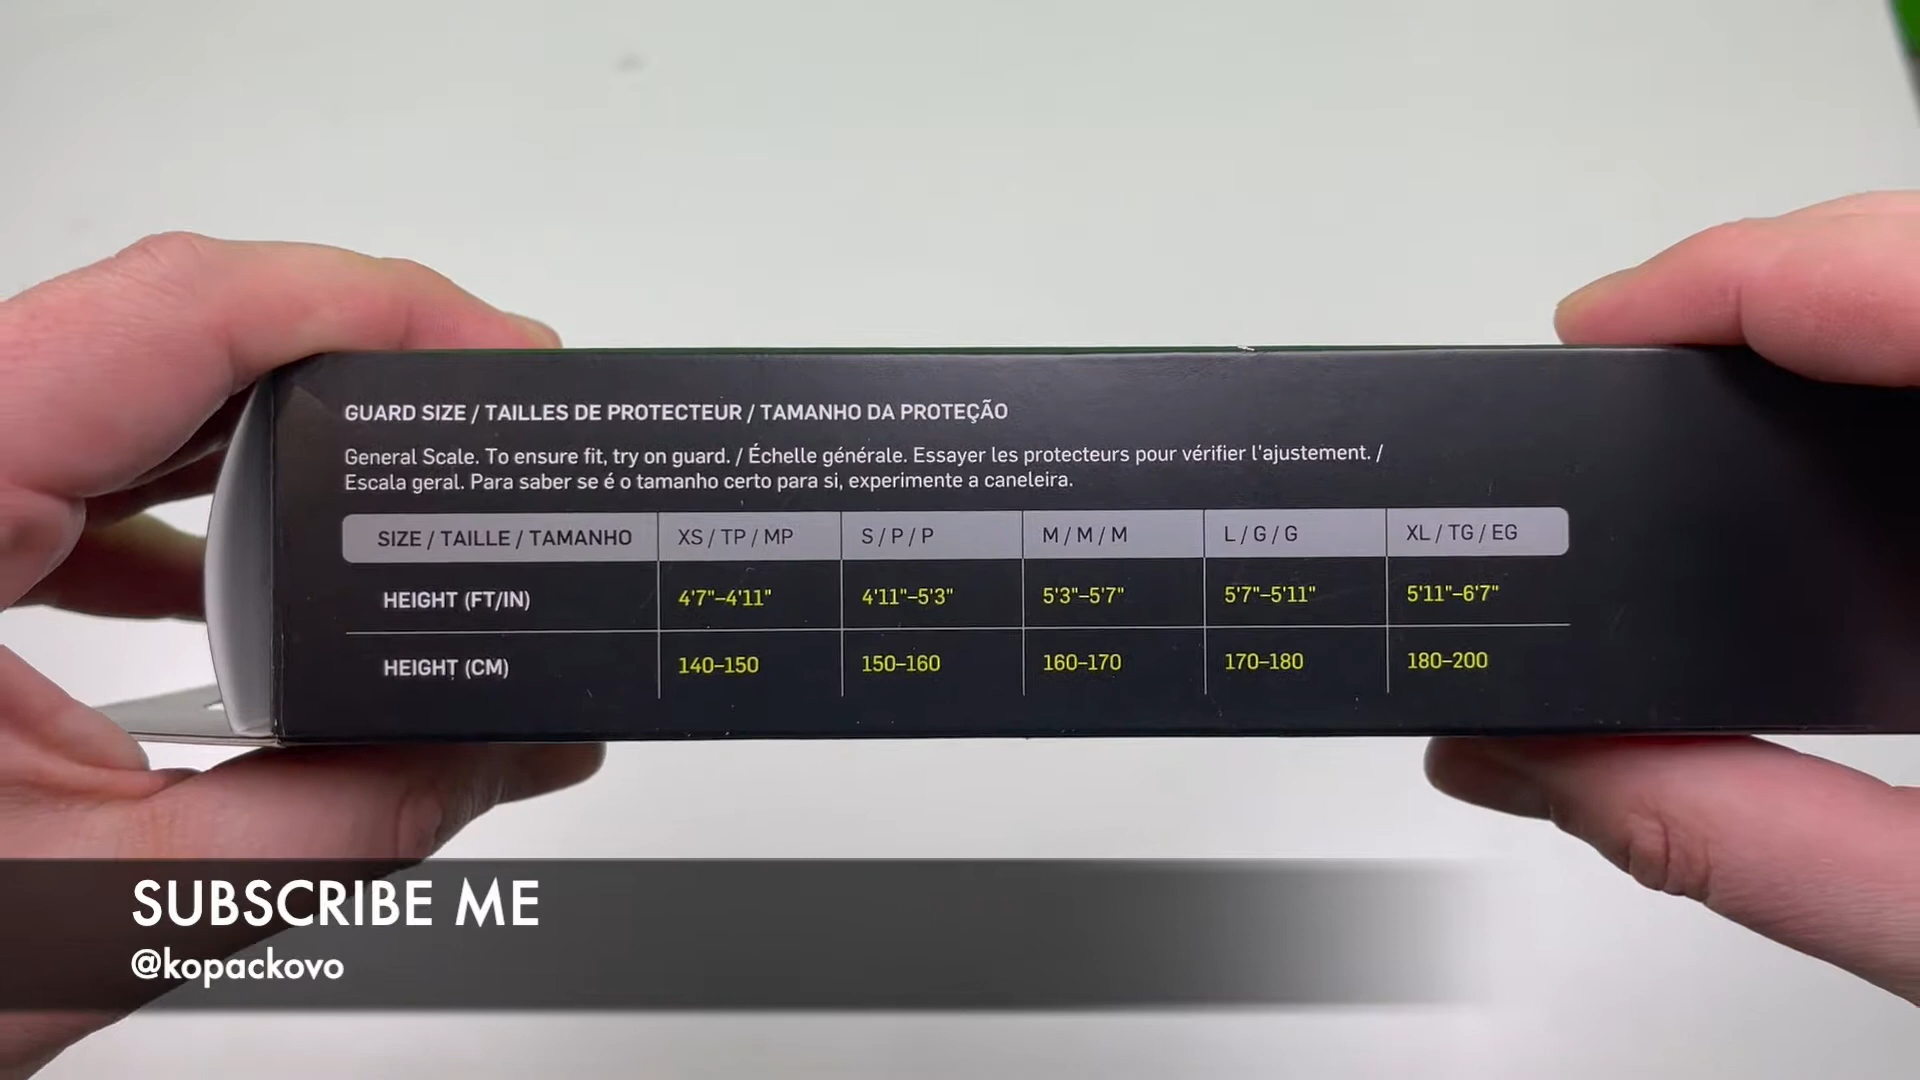 GUARD SIZE / TAILLES DE PROTECTEUR / TAMANHO DA PROTEÇÃO
General Scale. To ensure fit, try on guard. / Échelle générale. Essayer les protecteurs pour vérifier l'ajustement. /
Escala geral. Para saber se é o tamanho certo para si, experimente a caneleira.
SIZE / TAILLE / TAMANHO XS / TP / MP S / P / P M / M / M L / G / G XL / TG / EG
HEIGHT (FT/IN) 4'7"–4'11" 4'11"–5'3" 5'3"–5'7" 5'7"–5'11" 5'11"–6'7"
HEIGHT (CM) 140–150 150–160 160–170 170–180 180–200
SUBSCRIBE ME
@kopackovo